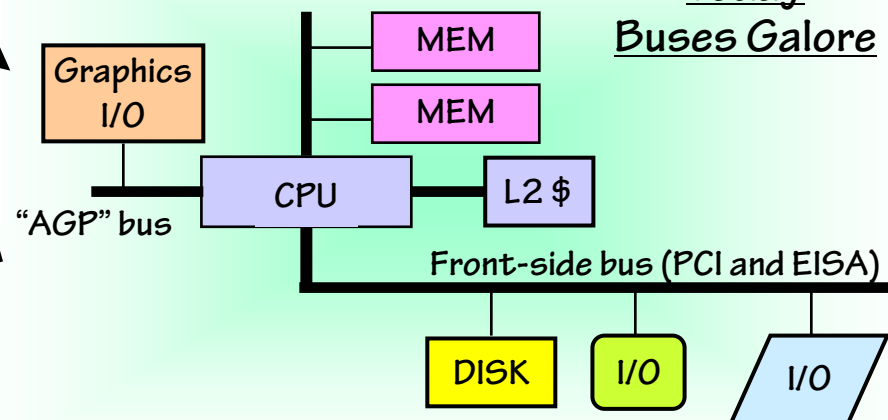 Buses Galore
MEM
Graphics
I/O
MEM
CPU
L2 $
“AGP” bus
Front-side bus (PCI and EISA)
DISK
I/O
I/O